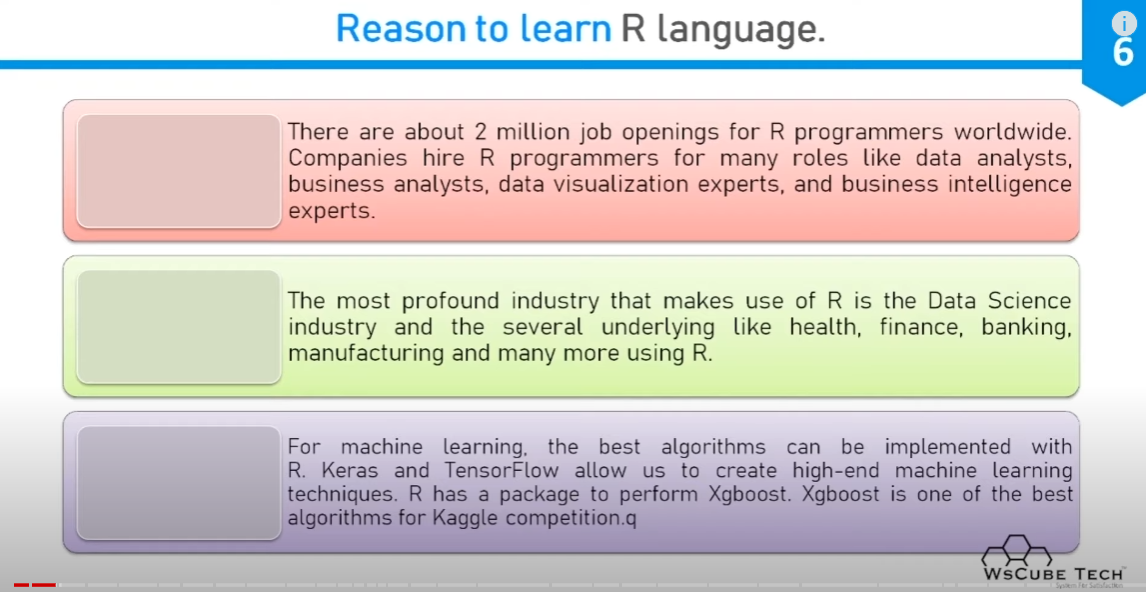 Reason to learn R language.
i
6
There are about 2 million job openings for R programmers worldwide.
Companies hire R programmers for many roles like data analysts,
business analysts, data visualization experts, and business intelligence
experts.
The most profound industry that makes use of R is the Data Science
industry and the several underlying like health, finance, banking,
manufacturing and many more using R.
For machine learning, the best algorithms can be implemented with
R. Keras and TensorFlow allow us to create high-end machine learning
techniques. R has a package to perform Xgboost. Xgboost is one of the best
algorithms for Kaggle competition.q
WSCUBE TECH